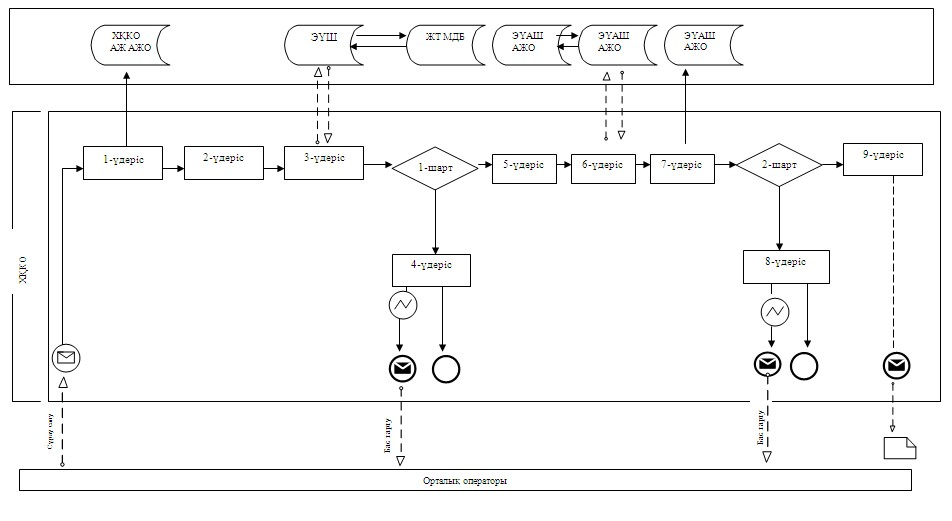 ХҚКО
АЖ АЖО
ЭҮШ
ЖТ МДБ
ЭҮАШ
АЖО
ЭҮАШ
АЖО
ЭҮАШ
АЖО
ХҚКО
1-үдеріс
2-үдеріс
3-үдеріс
1-шарт
5-үдеріс
6-үдеріс
7-үдеріс
2-шарт
9-үдеріс
4-үдеріс
8-үдеріс
Сұрау салу
Бас тарту
Бас тарту
Орталық операторы